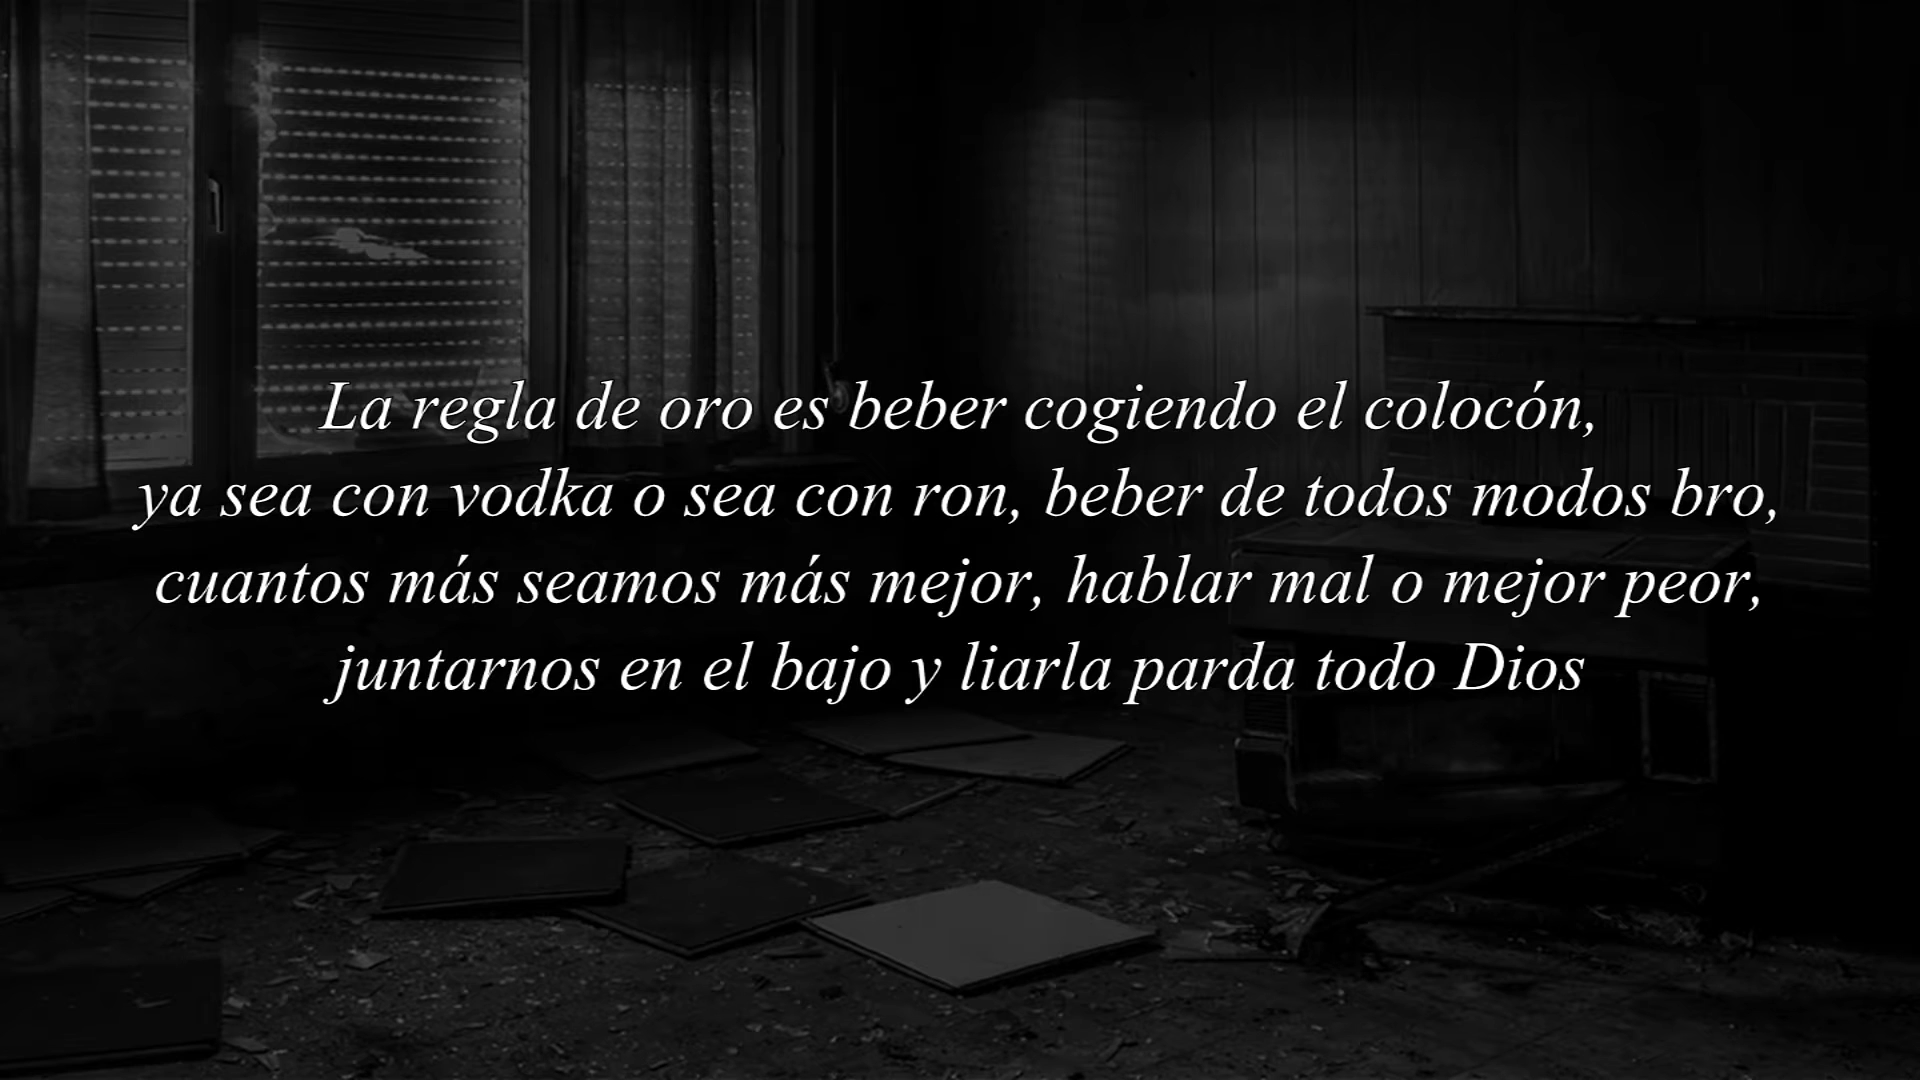 La regla de oro es beber cogiendo el colocón,
ya sea con vodka o sea con ron, beber de todos modos bro,
cuantos más seamos más mejor, hablar mal o mejor peor,
juntarnos en el bajo y liarla parda todo Dios